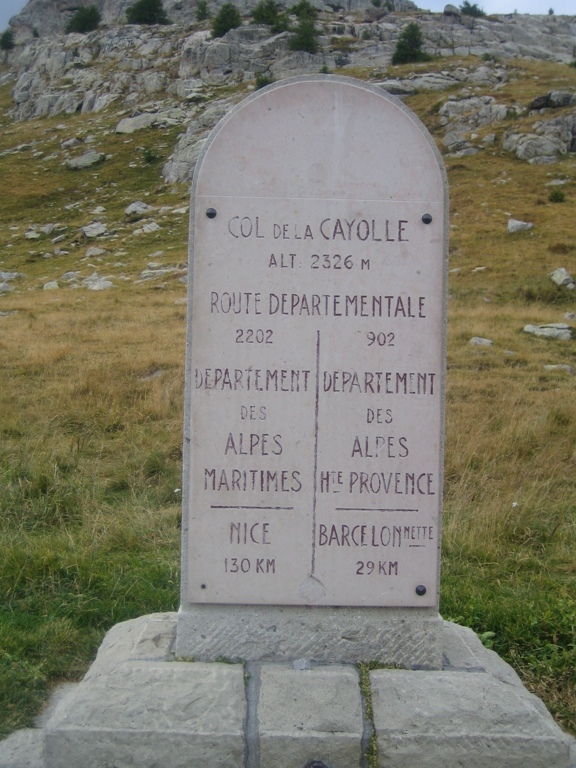 COL DE LA CAYOLLE
ALT. 2326 M
ROUTE DEPARTEMENTALE
2202
DEPARTEMENT
DES
ALPES
MARITIMES
NICE
130 KM
902
DEPARTEMENT
DES
ALPES
HTE PROVENCE
BARCELONNETTE
29 KM